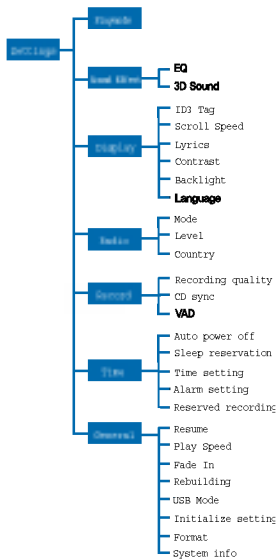 Settings
Playmode
Sound Effect
EQ
3D Sound
Display
ID3 Tag
Scroll Speed
Lyrics
Contrast
Backlight
Language
Radio
Mode
Level
Country
Record
Recording quality
CD sync
VAD
Time
Auto power off
Sleep reservation
Time setting
Alarm setting
Reserved recording
General
Resume
Play Speed
Fade In
Rebuilding
USB Mode
Initialize setting
Format
System info